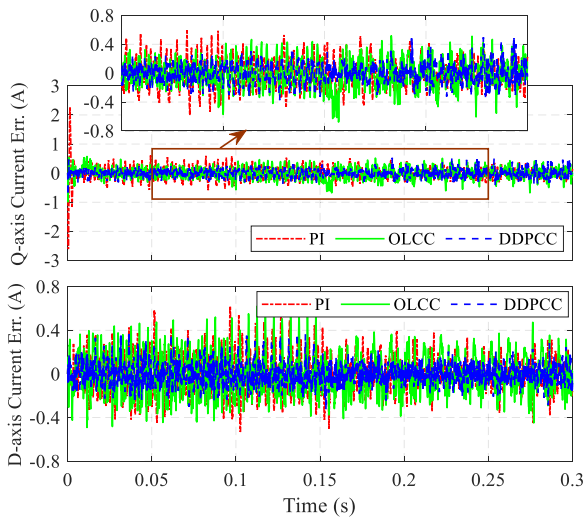 0.8
0.4
0
-0.4
-0.8
Q-axis Current Err. (A)
3
2
1
0
-1
-2
-3
PI OLCC DDPCC
D-axis Current Err. (A)
0.8
0.4
0
-0.4
-0.8
PI OLCC DDPCC
0 0.05 0.1 0.15 0.2 0.25 0.3
Time (s)